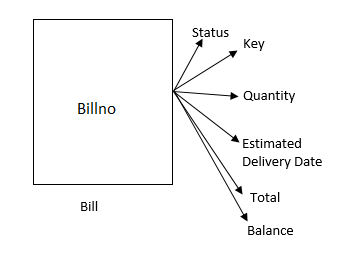 Status
Key
Billno
Quantity
Estimated
Delivery Date
Total
Bill
Balance